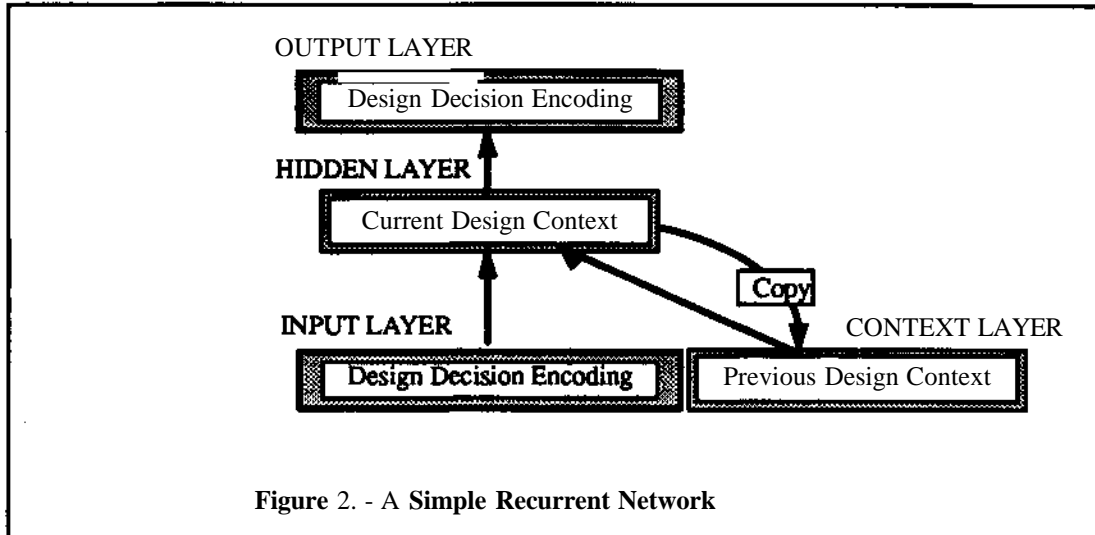 OUTPUT LAYER
Design Decision Encoding
HIDDEN LAYER
Current Design Context
Copy
INPUT LAYER
CONTEXT LAYER
Design Decision Encoding
Previous Design Context
Figure 2. - A Simple Recurrent Network